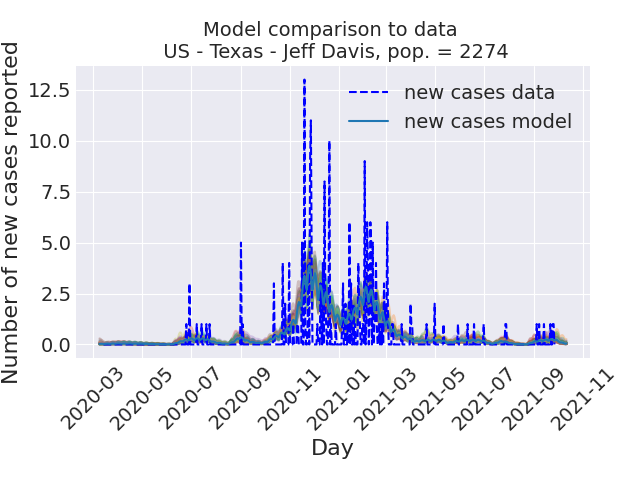 Model comparison to data
US - Texas - Jeff Davis, pop. = 2274
Number of new cases reported
12.5
10.0
7.5
5.0
2.5
0.0
new cases data
new cases model
2020-03
2020-05
2020-07
2020-09
2020-11
2021-01
2021-03
2021-05
2021-07
2021-09
2021-11
Day